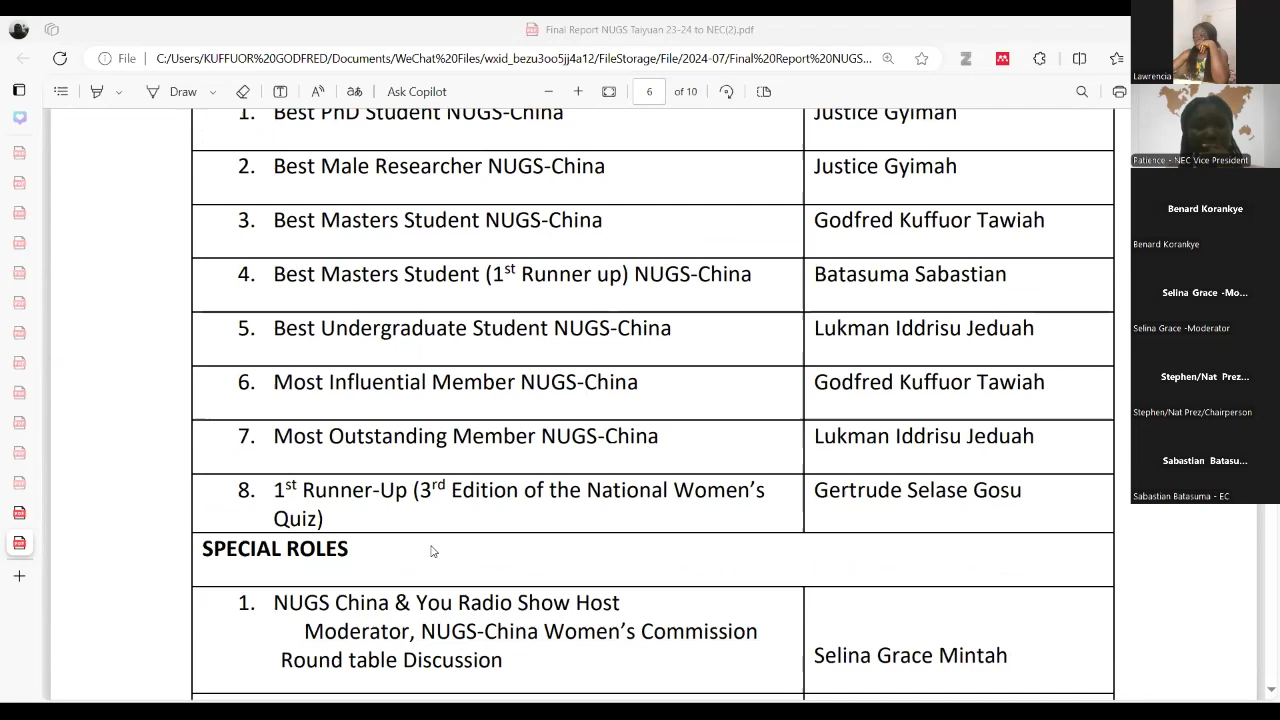 Final Report NUGS Taiyuan 23-24 to NEC(2).pdf
File C:/Users/KUFFUOR%20GODFRED/Documents/WeChat%20Files/wxid_bezu3oo5jj4a12/FileStorage/File/2024-07/Final%20Report%20NUGS...
Draw Ask Copilot 6 of 10
1. Best PhD Student NUGS-China Justice Gyimah
2. Best Male Researcher NUGS-China Justice Gyimah
3. Best Masters Student NUGS-China Godfred Kuffuor Tawiah
4. Best Masters Student (1st Runner up) NUGS-China Batasuma Sabastian
5. Best Undergraduate Student NUGS-China Lukman Iddrisu Jeduah
6. Most Influential Member NUGS-China Godfred Kuffuor Tawiah
7. Most Outstanding Member NUGS-China Lukman Iddrisu Jeduah
8. 1st Runner-Up (3rd Edition of the National Women's Gertrude Selase Gosu
Quiz)
SPECIAL ROLES
1. NUGS China & You Radio Show Host
Moderator, NUGS-China Women's Commission
Round table Discussion
Selina Grace Mintah
Lawrencia
Patience - NEC Vice President
Benard Korankye
Benard Korankye
Selina Grace -Mo...
Selina Grace -Moderator
Stephen/Nat Prez...
Stephen/Nat Prez/Chairperson
Sabastian Batasu...
Sabastian Batasuma - EC